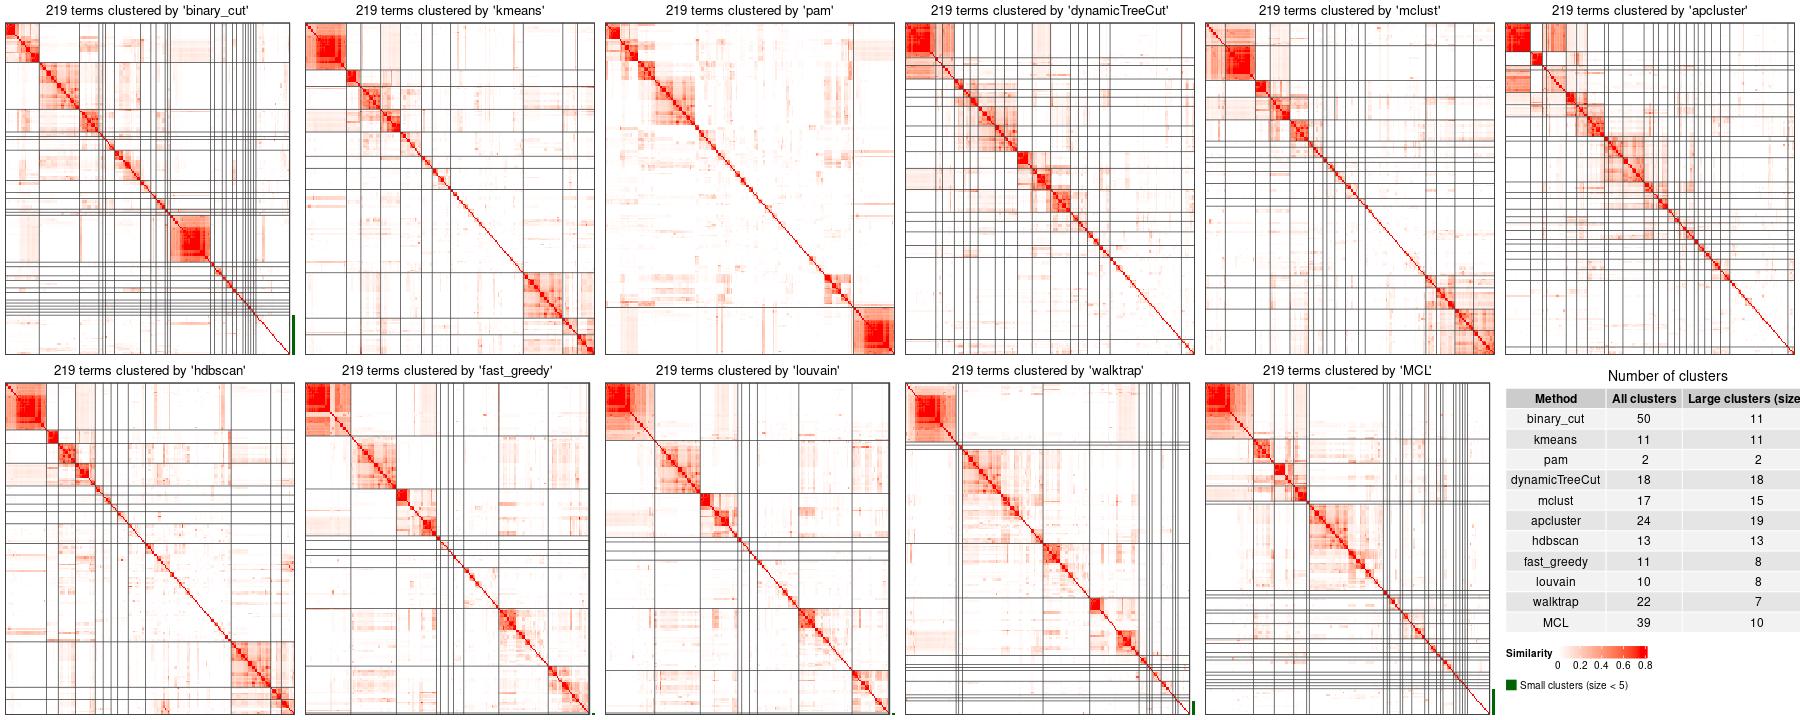 219 terms clustered by 'binary_cut'
219 terms clustered by 'kmeans'
219 terms clustered by 'pam'
219 terms clustered by 'dynamicTreeCut'
219 terms clustered by 'mclust'
219 terms clustered by 'apcluster'
219 terms clustered by 'hdbscan'
219 terms clustered by 'fast_greedy'
219 terms clustered by 'louvain'
219 terms clustered by 'walktrap'
219 terms clustered by 'MCL'
Number of clusters
Method All clusters Large clusters (size
binary_cut 50 11
kmeans 11 11
pam 2 2
dynamicTreeCut 18 18
mclust 17 15
apcluster 24 19
hdbscan 13 13
fast_greedy 11 8
louvain 10 8
walktrap 22 7
MCL 39 10
Similarity
0 0.2 0.4 0.6 0.8
Small clusters (size < 5)